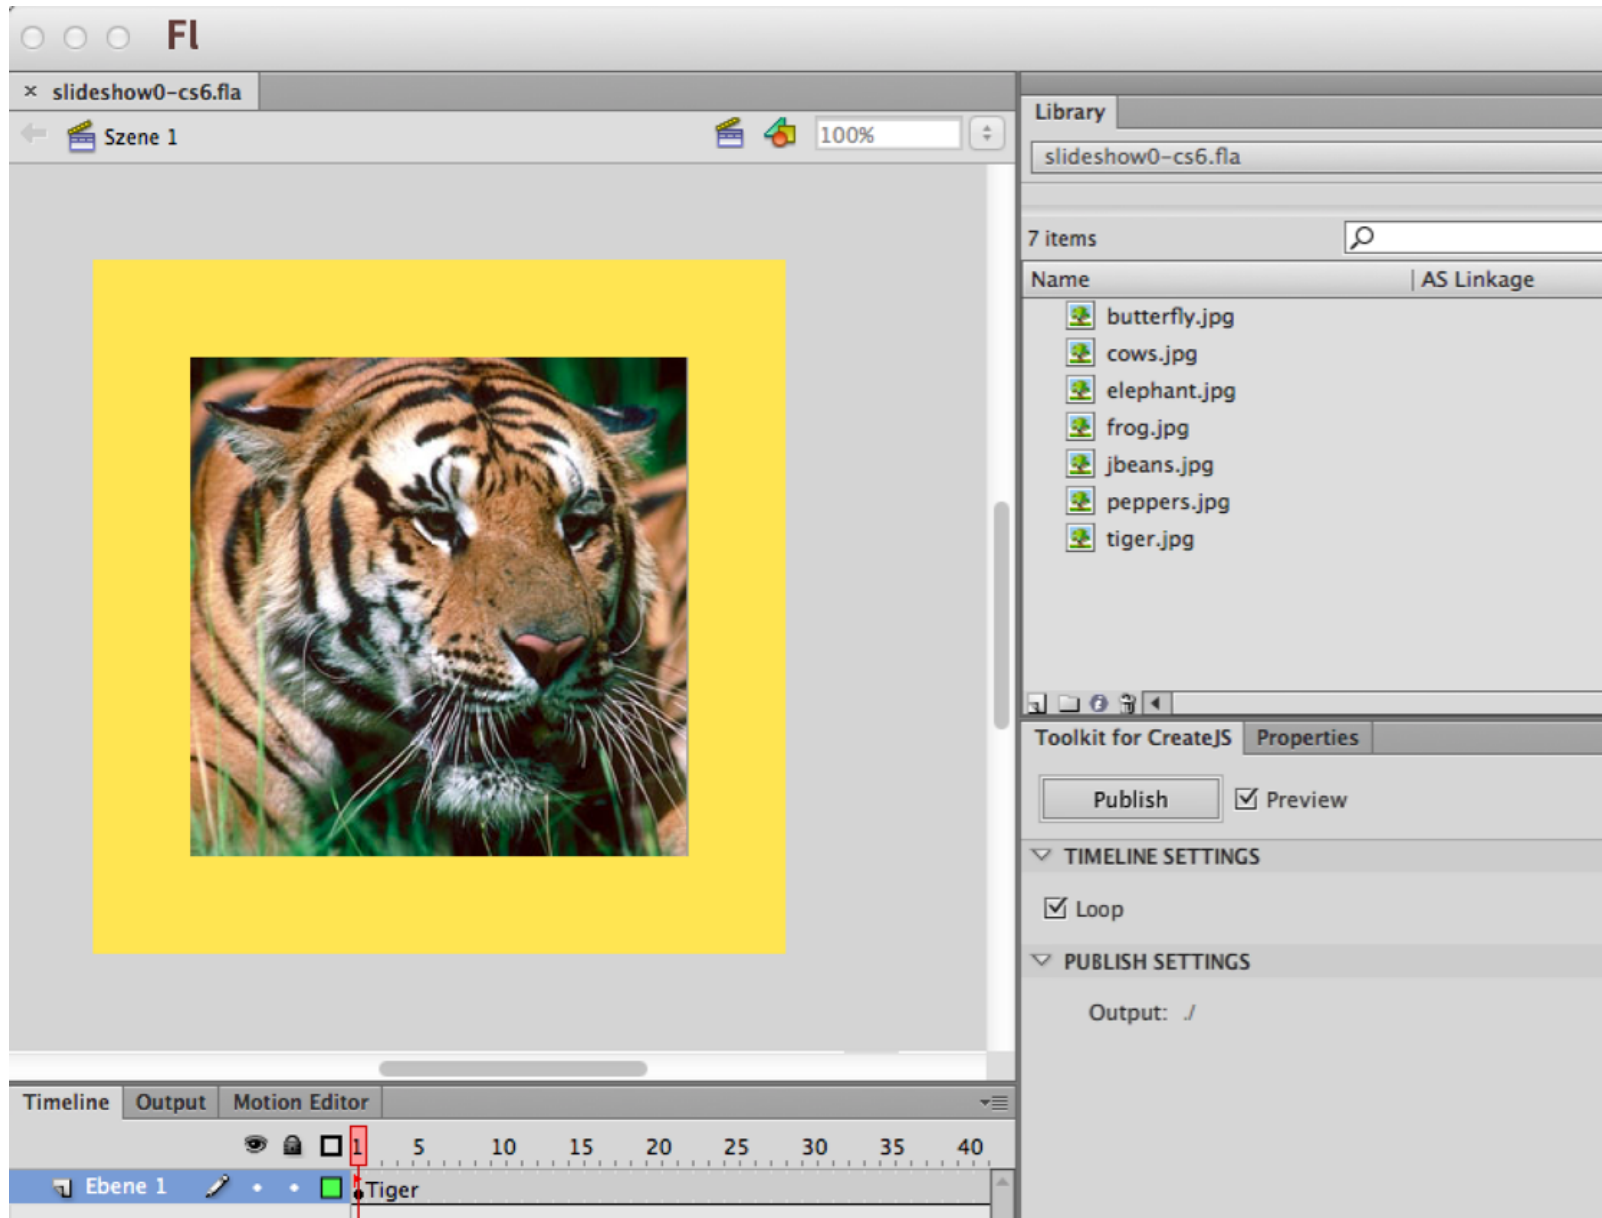 Fl
× slideshow0-cs6.fla
Szene 1
100%
Library
slideshow0-cs6.fla
7 items
Name
AS Linkage
butterfly.jpg
cows.jpg
elephant.jpg
frog.jpg
jbeans.jpg
peppers.jpg
tiger.jpg
Toolkit for CreateJS Properties
Publish Preview
TIMELINE SETTINGS
Loop
PUBLISH SETTINGS
Output: ./
Timeline Output Motion Editor
1 5 10 15 20 25 30 35 40
Ebene 1 Tiger